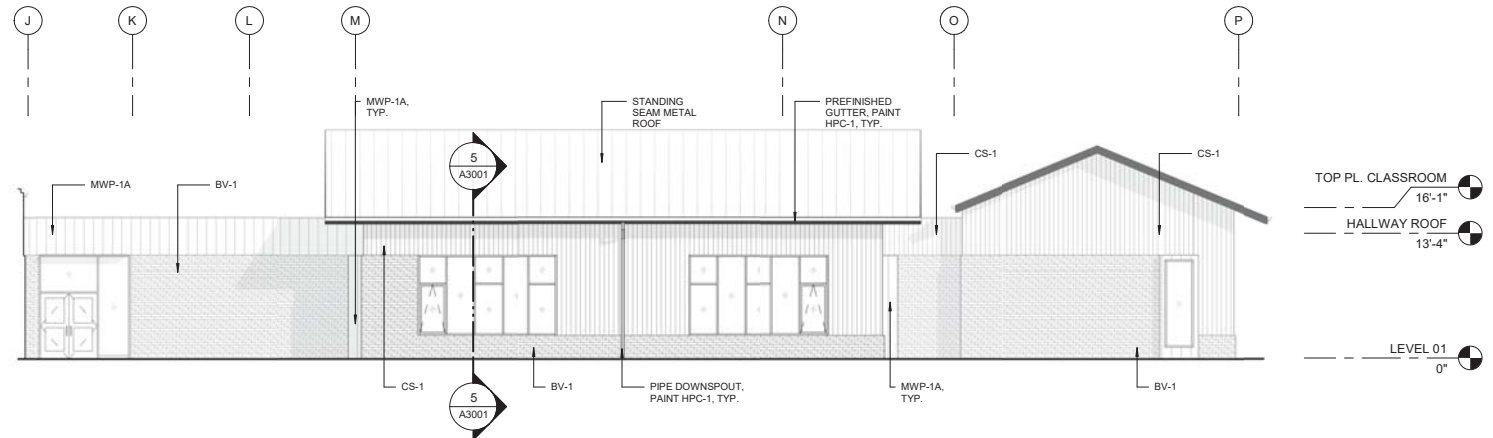 J K L M N O P
MWP-1A,
TYP.
STANDING
SEAM METAL
ROOF
PREFINISHED
GUTTER, PAINT
HPC-1, TYP.
5
A3001
CS-1
CS-1
MWP-1A
BV-1
TOP PL. CLASSROOM
16'-1"
HALLWAY ROOF
13'-4"
LEVEL 01
0"
CS-1
BV-1
PIPE DOWNSPOUT,
PAINT HPC-1, TYP.
MWP-1A,
TYP.
BV-1
5
A3001